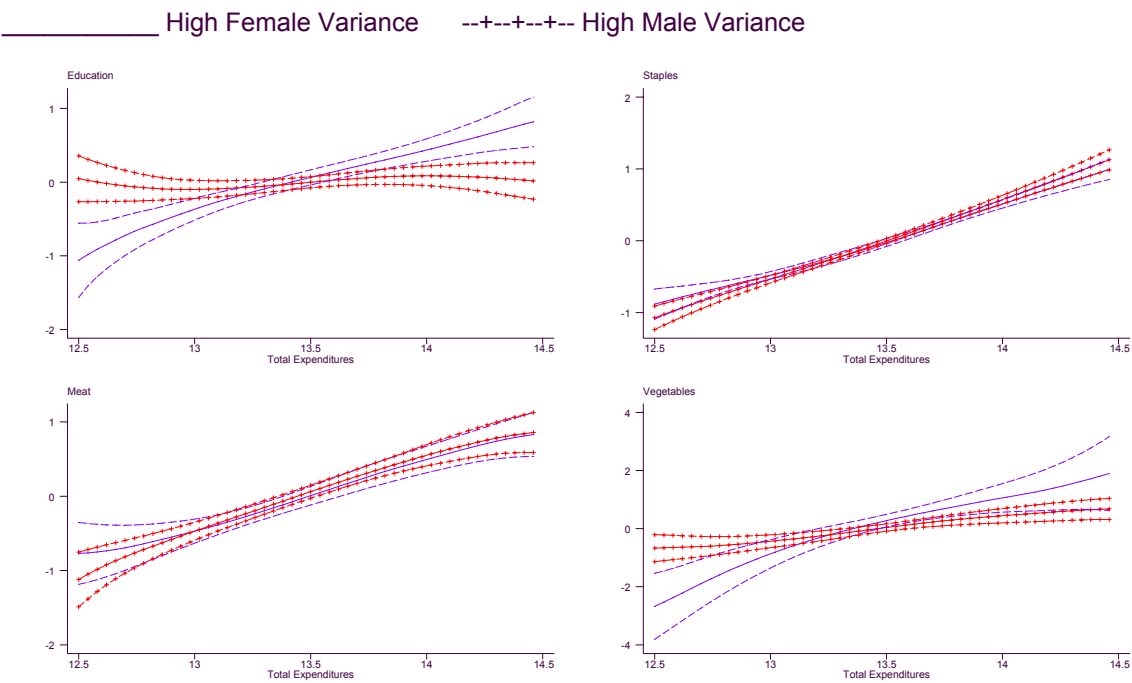 ___________ High Female Variance --+--+--+-- High Male Variance
Education
1
0
-1
-2
12.5 13 13.5 14 14.5
Total Expenditures
Staples
2
1
0
-1
12.5 13 13.5 14 14.5
Total Expenditures
Meat
1
0
-1
-2
12.5 13 13.5 14 14.5
Total Expenditures
Vegetables
4
2
0
-2
-4
12.5 13 13.5 14 14.5
Total Expenditures